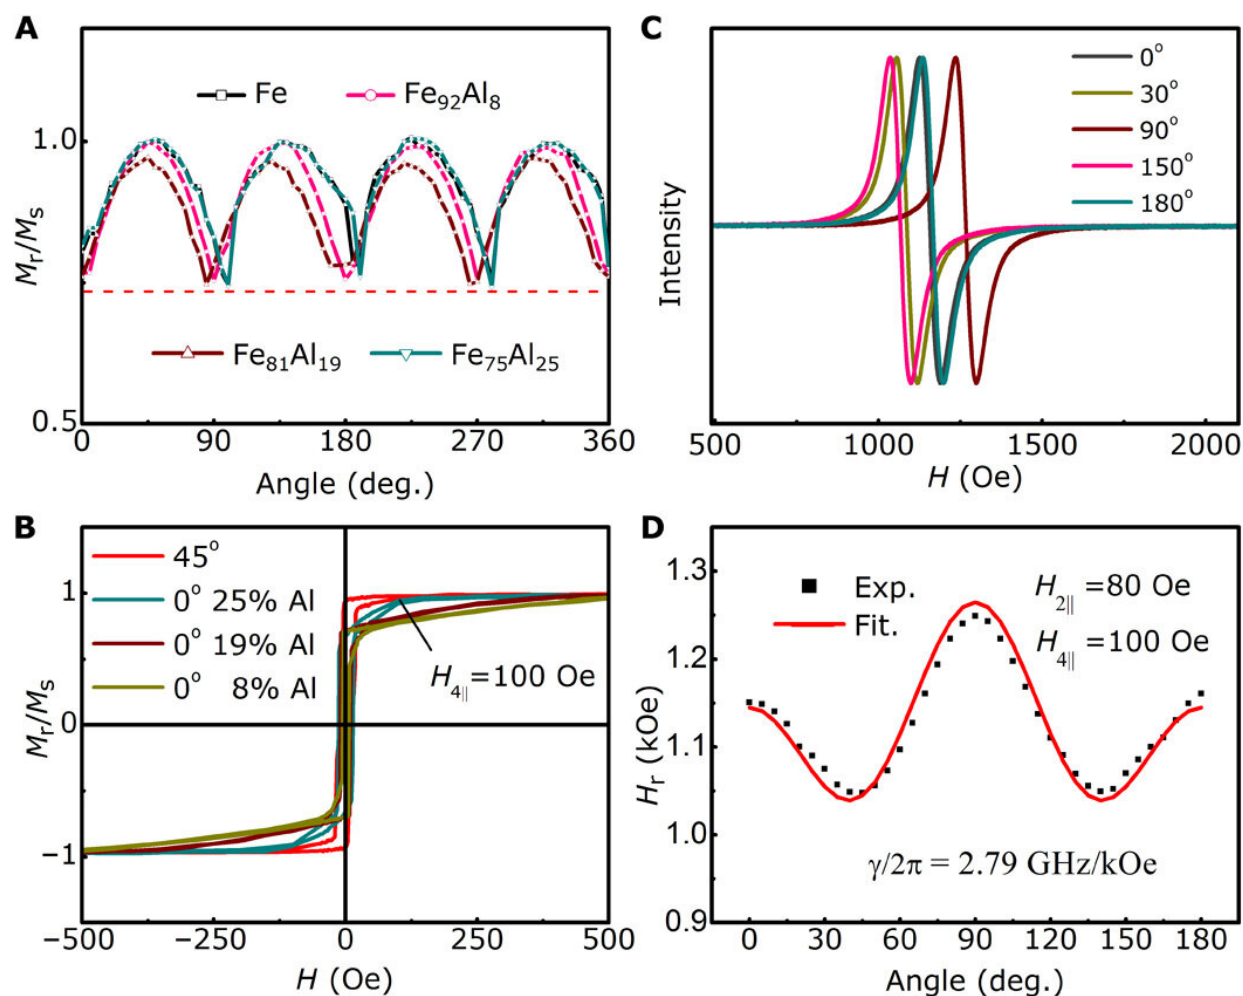 A
Fe
Fe₉₂Al₈
1.0
Mᵣ/Mₛ
Fe₈₁Al₁₉
Fe₇₅Al₂₅
0.5
0 90 180 270 360
Angle (deg.)
C
0°
30°
90°
150°
180°
Intensity
500 1000 1500 2000
H (Oe)
B
45°
0° 25% Al
0° 19% Al
0° 8% Al
H₄∥=100 Oe
1
0
−1
Mᵣ/Mₛ
−500 −250 0 250 500
H (Oe)
D
1.3
1.2
1.1
1.0
0.9
Exp.
Fit.
H₂∥=80 Oe
H₄∥=100 Oe
Hᵣ (kOe)
γ/2π = 2.79 GHz/kOe
0 30 60 90 120 150 180
Angle (deg.)